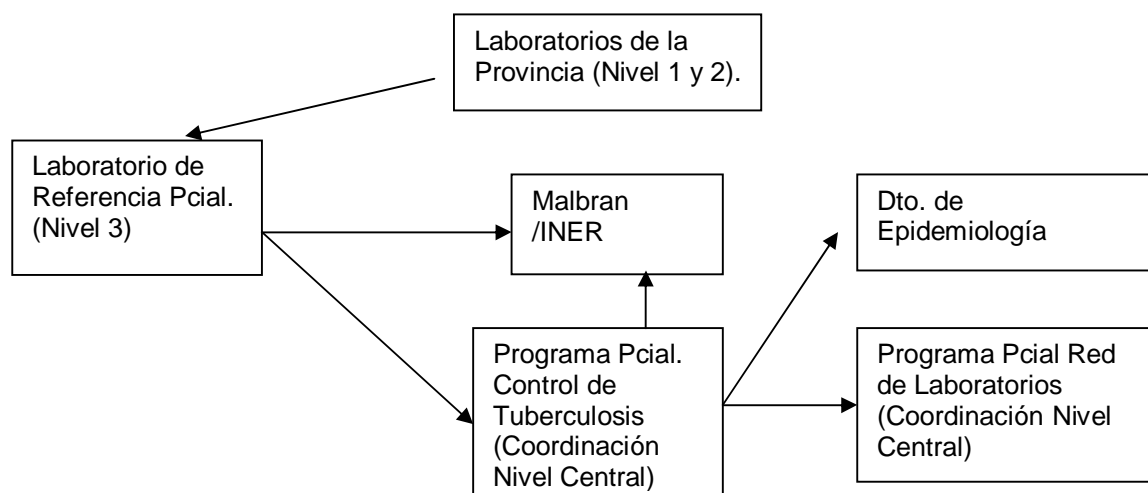 Laboratorios de la
Provincia (Nivel 1 y 2).
Laboratorio de
Referencia Pcial.
(Nivel 3)
Malbran
/INER
Dto. de
Epidemiología
Programa Pcial.
Control de
Tuberculosis
(Coordinación
Nivel Central)
Programa Pcial Red
de Laboratorios
(Coordinación Nivel
Central)